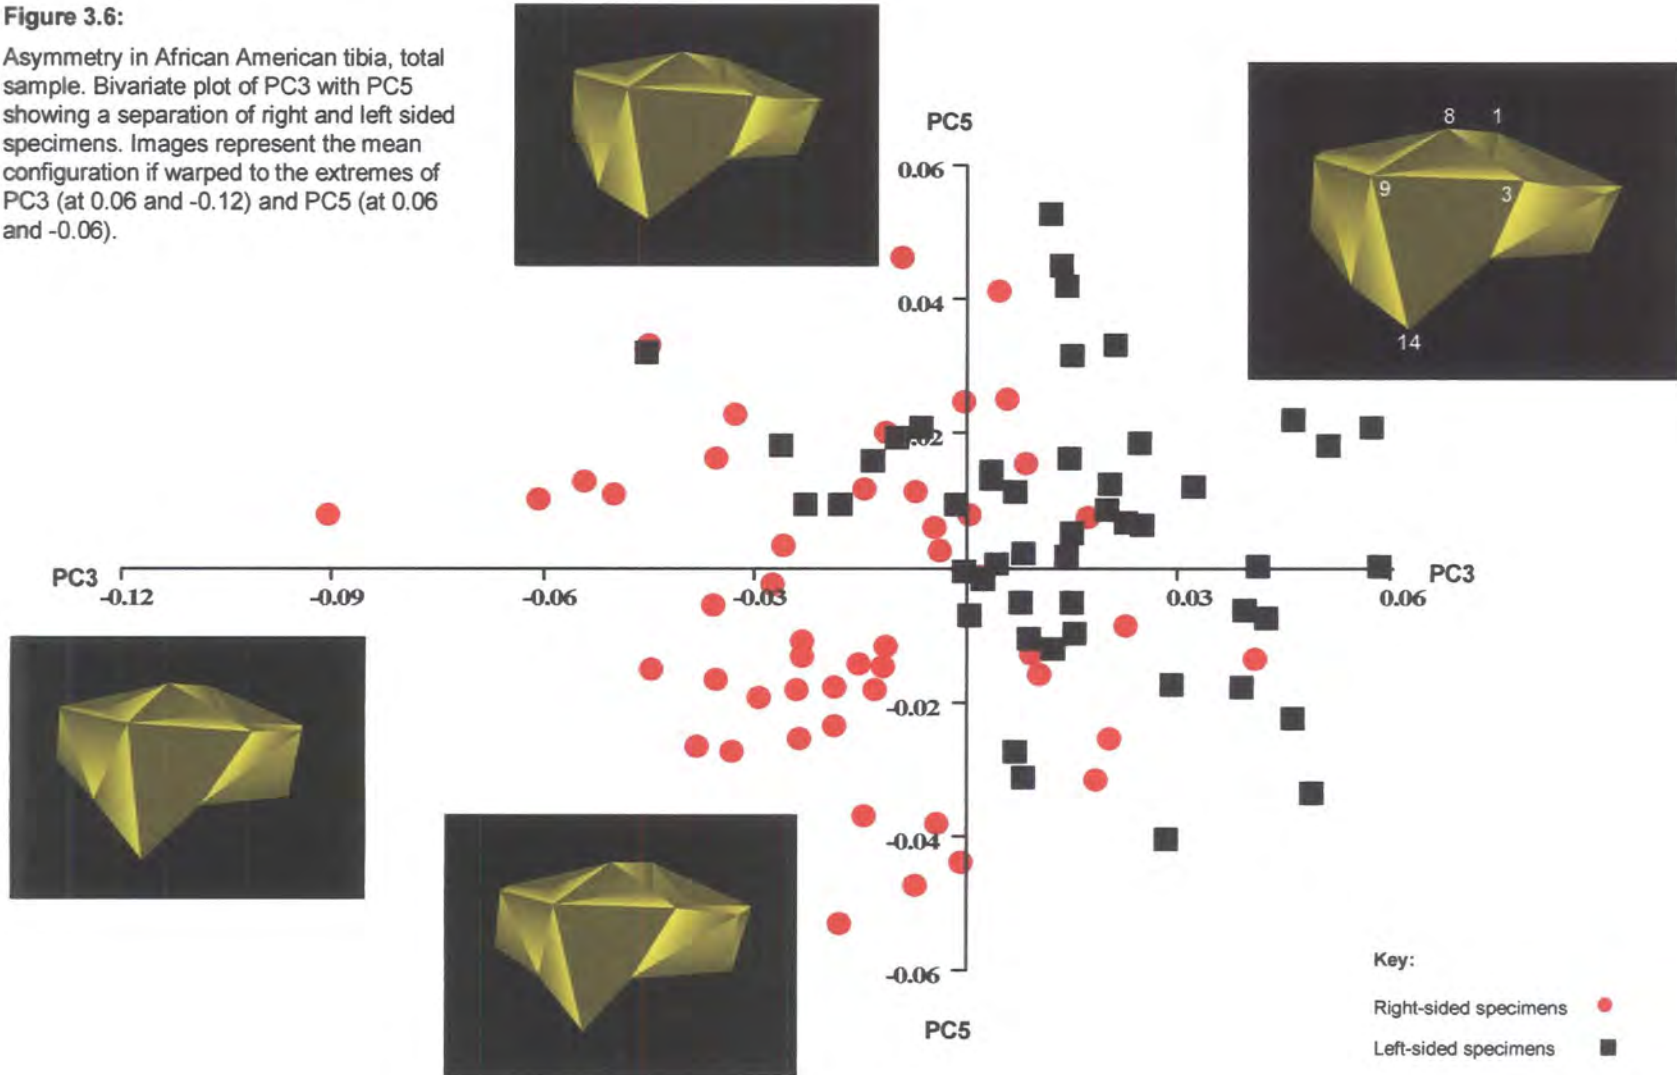 Figure 3.6:
Asymmetry in African American tibia, total
sample. Bivariate plot of PC3 with PC5
showing a separation of right and left sided
specimens. Images represent the mean
configuration if warped to the extremes of
PC3 (at 0.06 and -0.12) and PC5 (at 0.06
and -0.06).
8 1
9 3
14
PC5
0.06
0.04
.02
PC3
-0.12 -0.09 -0.06 -0.03 0.03 0.06
PC3
-0.02
-0.04
-0.06
PC5
Key:
Right-sided specimens
Left-sided specimens